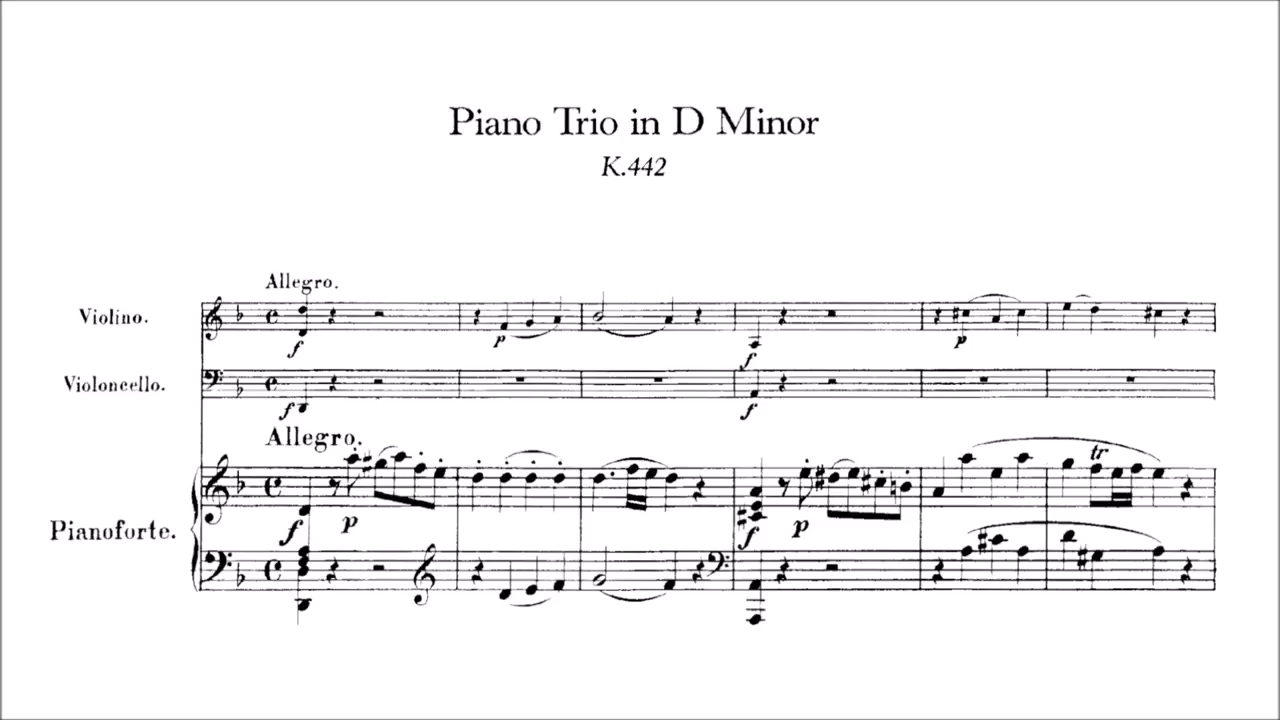 Piano Trio in D Minor
K.442
Allegro.
Violino.
f
p
f
p
Violoncello.
f
f
Allegro.
tr
Pianoforte.
f
p
f
p